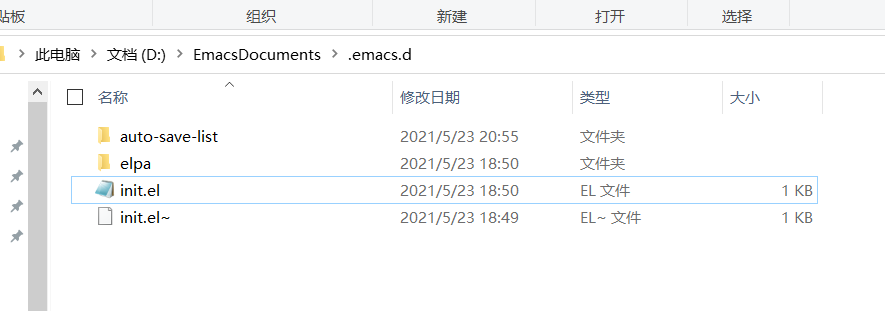 贴板 组织 新建 打开 选择
此电脑 文档 (D:) EmacsDocuments .emacs.d
名称 修改日期 类型 大小
auto-save-list 2021/5/23 20:55 文件夹
elpa 2021/5/23 18:50 文件夹
init.el 2021/5/23 18:50 EL 文件 1 KB
init.el~ 2021/5/23 18:49 EL~ 文件 1 KB